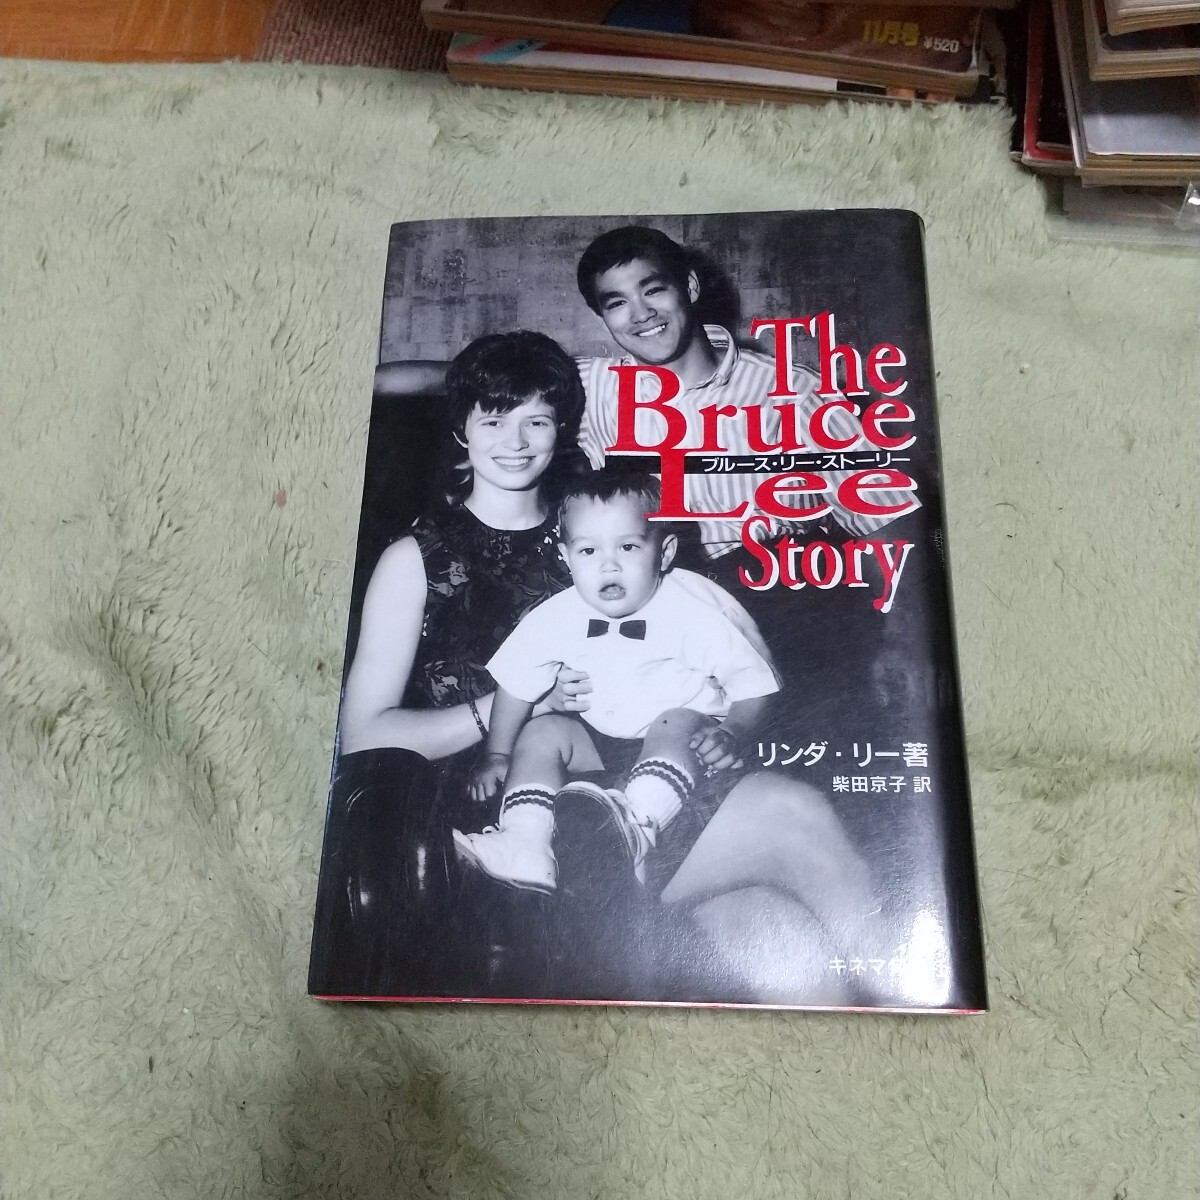 11月号 ¥520
The
Bruce
ブルース・リー・ストーリー
Lee
Story
リンダ・リー著
柴田京子 訳
キネマ